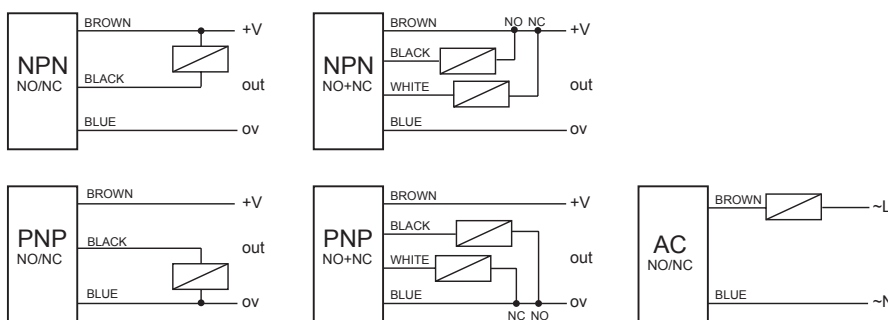 BROWN
+V
NPN
NO/NC
BLACK
out
BLUE
ov
BROWN
NO NC
+V
BLACK
NPN
NO+NC
WHITE
out
BLUE
ov
BROWN
+V
PNP
NO/NC
BLACK
out
BLUE
ov
BROWN
+V
BLACK
PNP
NO+NC
WHITE
out
BLUE
ov
NC NO
BROWN
~L
AC
NO/NC
BLUE
~N